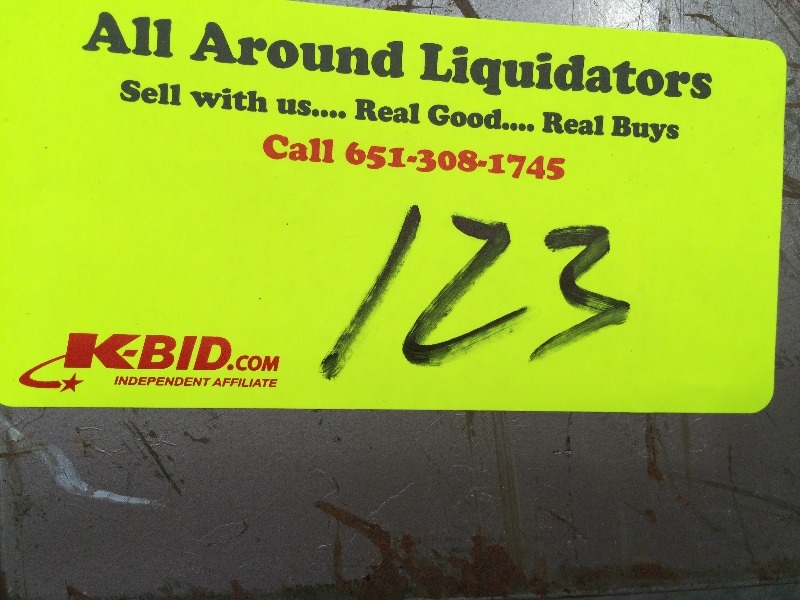 All Around Liquidators
Sell with us.... Real Good.... Real Buys
Call 651-308-1745
123
K-BID.COM
INDEPENDENT AFFILIATE